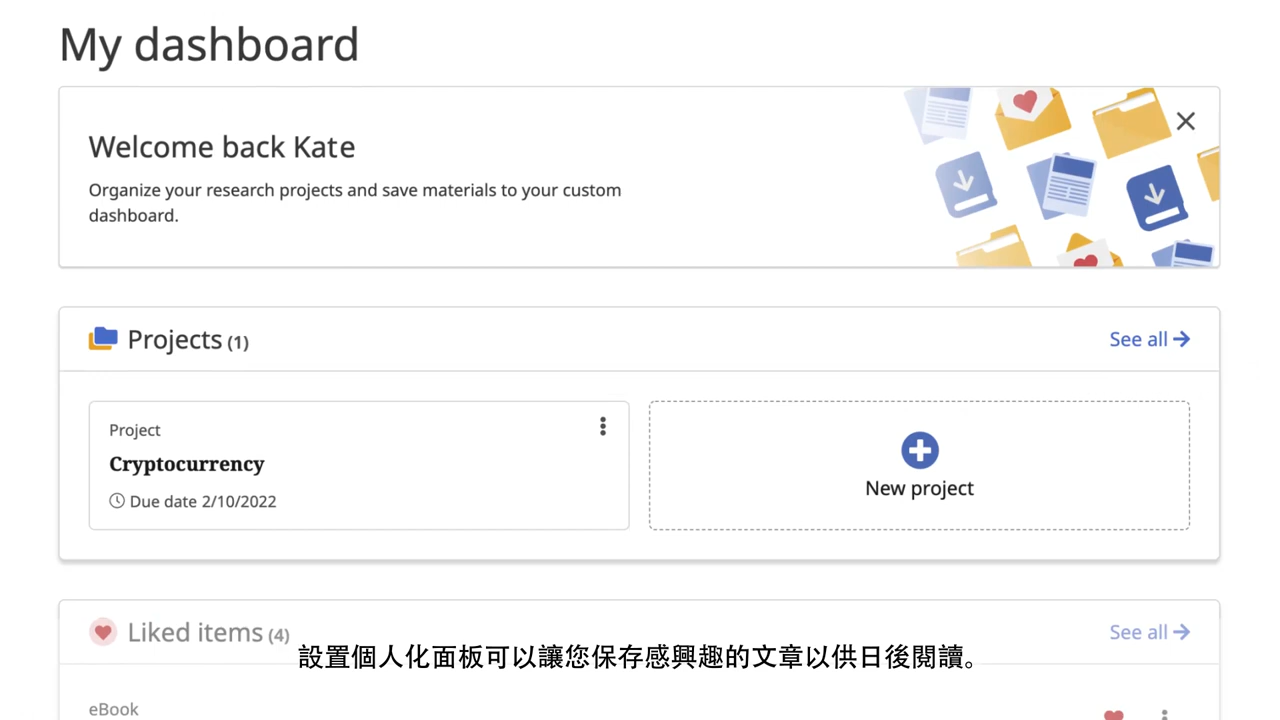 My dashboard
Welcome back Kate
Organize your research projects and save materials to your custom
dashboard.
Projects (1)
See all
Project
Cryptocurrency
Due date 2/10/2022
New project
Liked items (4)
See all
設置個人化面板可以讓您保存感興趣的文章以供日後閱讀。
eBook